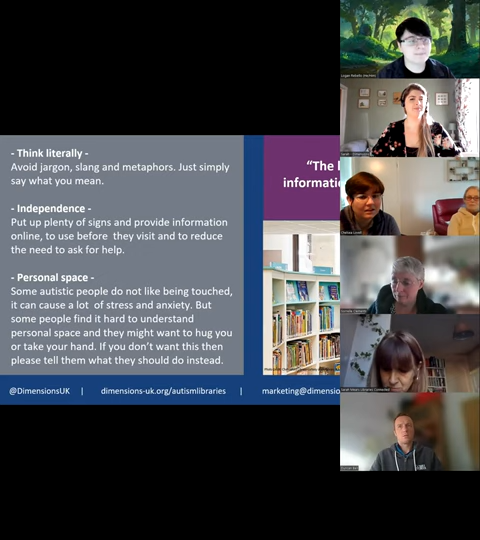 - Think literally -
Avoid jargon, slang and metaphors. Just simply
say what you mean.
- Independence -
Put up plenty of signs and provide information
online, to use before they visit and to reduce
the need to ask for help.
- Personal space -
Some autistic people do not like being touched,
it can cause a lot of stress and anxiety. But
some people find it hard to understand
personal space and they might want to hug you
or take your hand. If you don't want this then
please tell them what they should do instead.
“The
informati
@DimensionsUK | dimensions-uk.org/autismlibraries | marketing@dimensio